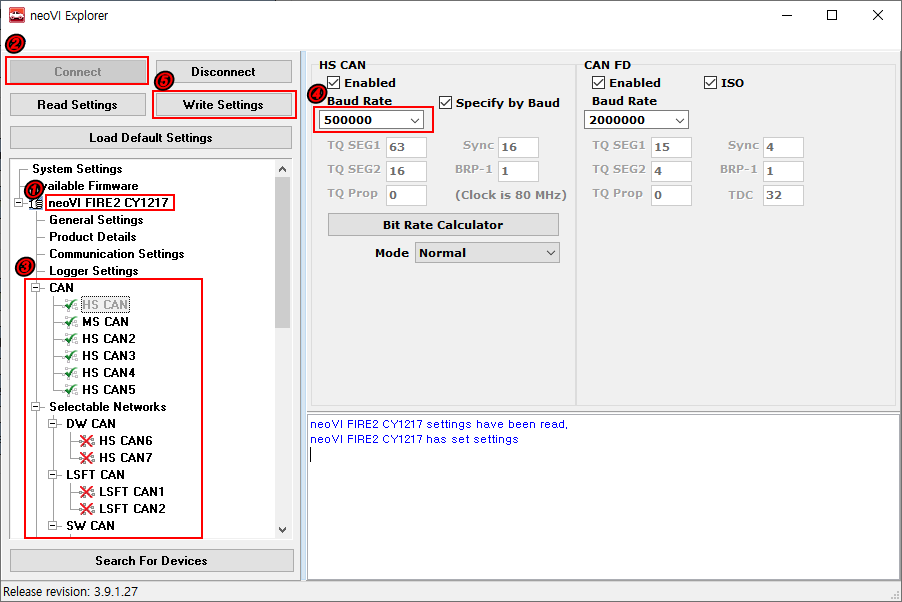 neoVI Explorer
②
Connect
Disconnect
⑤
Read Settings
Write Settings
Load Default Settings
System Settings
Available Firmware
①
neoVI FIRE2 CY1217
General Settings
Product Details
Communication Settings
③
Logger Settings
CAN
HS CAN
MS CAN
HS CAN2
HS CAN3
HS CAN4
HS CAN5
Selectable Networks
DW CAN
HS CAN6
HS CAN7
LSFT CAN
LSFT CAN1
LSFT CAN2
SW CAN
Search For Devices
HS CAN
Enabled
④
Baud Rate
Specify by Baud
500000
TQ SEG1 63 Sync 16
TQ SEG2 16 BRP-1 1
TQ Prop 0 (Clock is 80 MHz)
Bit Rate Calculator
Mode Normal
CAN FD
Enabled ISO
Baud Rate
2000000
TQ SEG1 15 Sync 4
TQ SEG2 4 BRP-1 1
TQ Prop 0 TDC 32
neoVI FIRE2 CY1217 settings have been read,
neoVI FIRE2 CY1217 has set settings
Release revision: 3.9.1.27